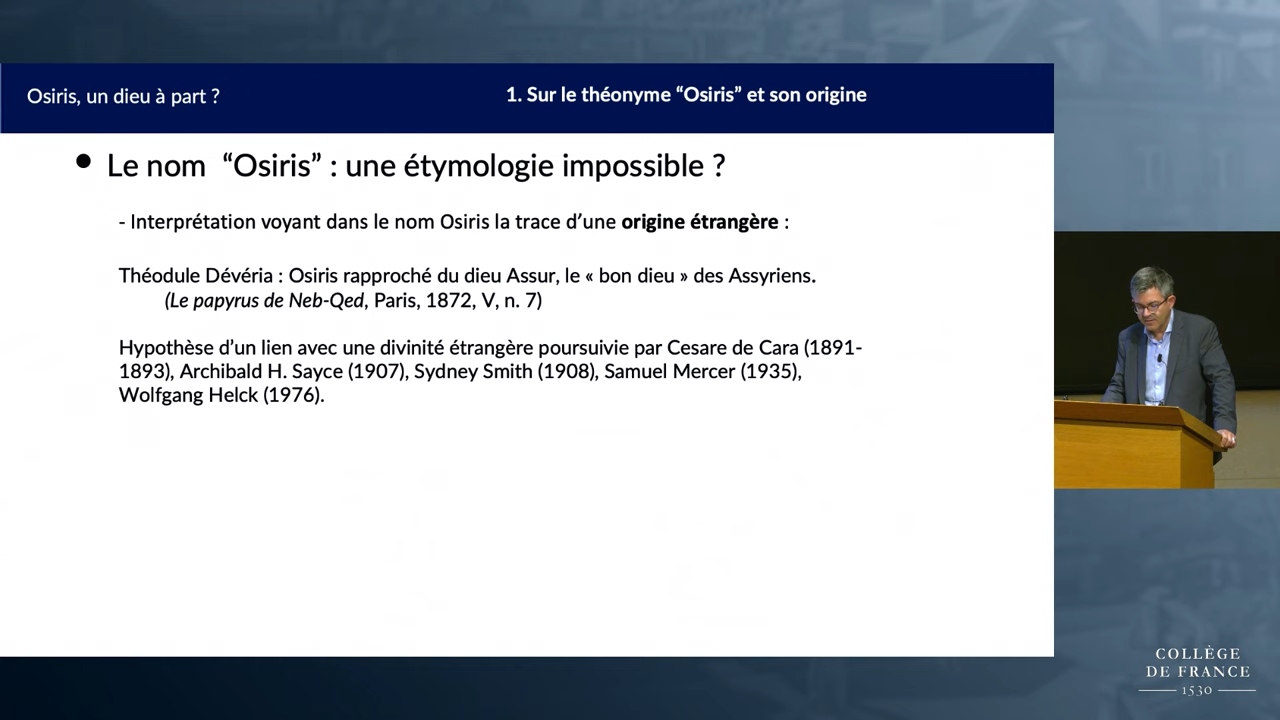 Osiris, un dieu à part ?
1. Sur le théonyme “Osiris” et son origine
● Le nom “Osiris” : une étymologie impossible ?
- Interprétation voyant dans le nom Osiris la trace d’une origine étrangère :
Théodule Dévéria : Osiris rapproché du dieu Assur, le « bon dieu » des Assyriens.
(Le papyrus de Neb-Qed, Paris, 1872, V, n. 7)
Hypothèse d’un lien avec une divinité étrangère poursuivie par Cesare de Cara (1891-
1893), Archibald H. Sayce (1907), Sydney Smith (1908), Samuel Mercer (1935),
Wolfgang Helck (1976).
COLLÈGE
DE FRANCE
1530